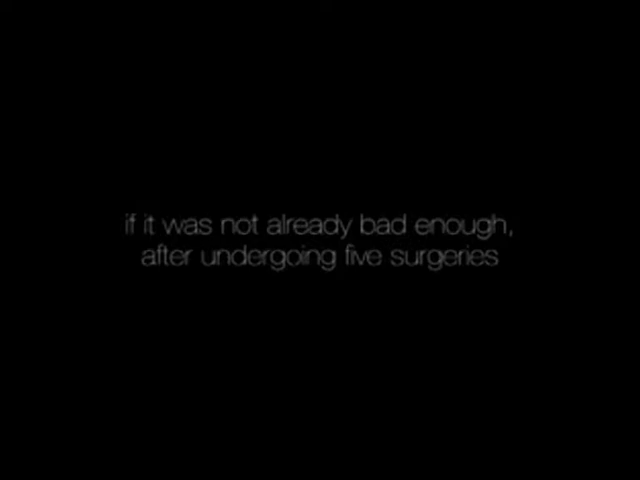 if it was not already bad enough,
after undergoing five surgeries